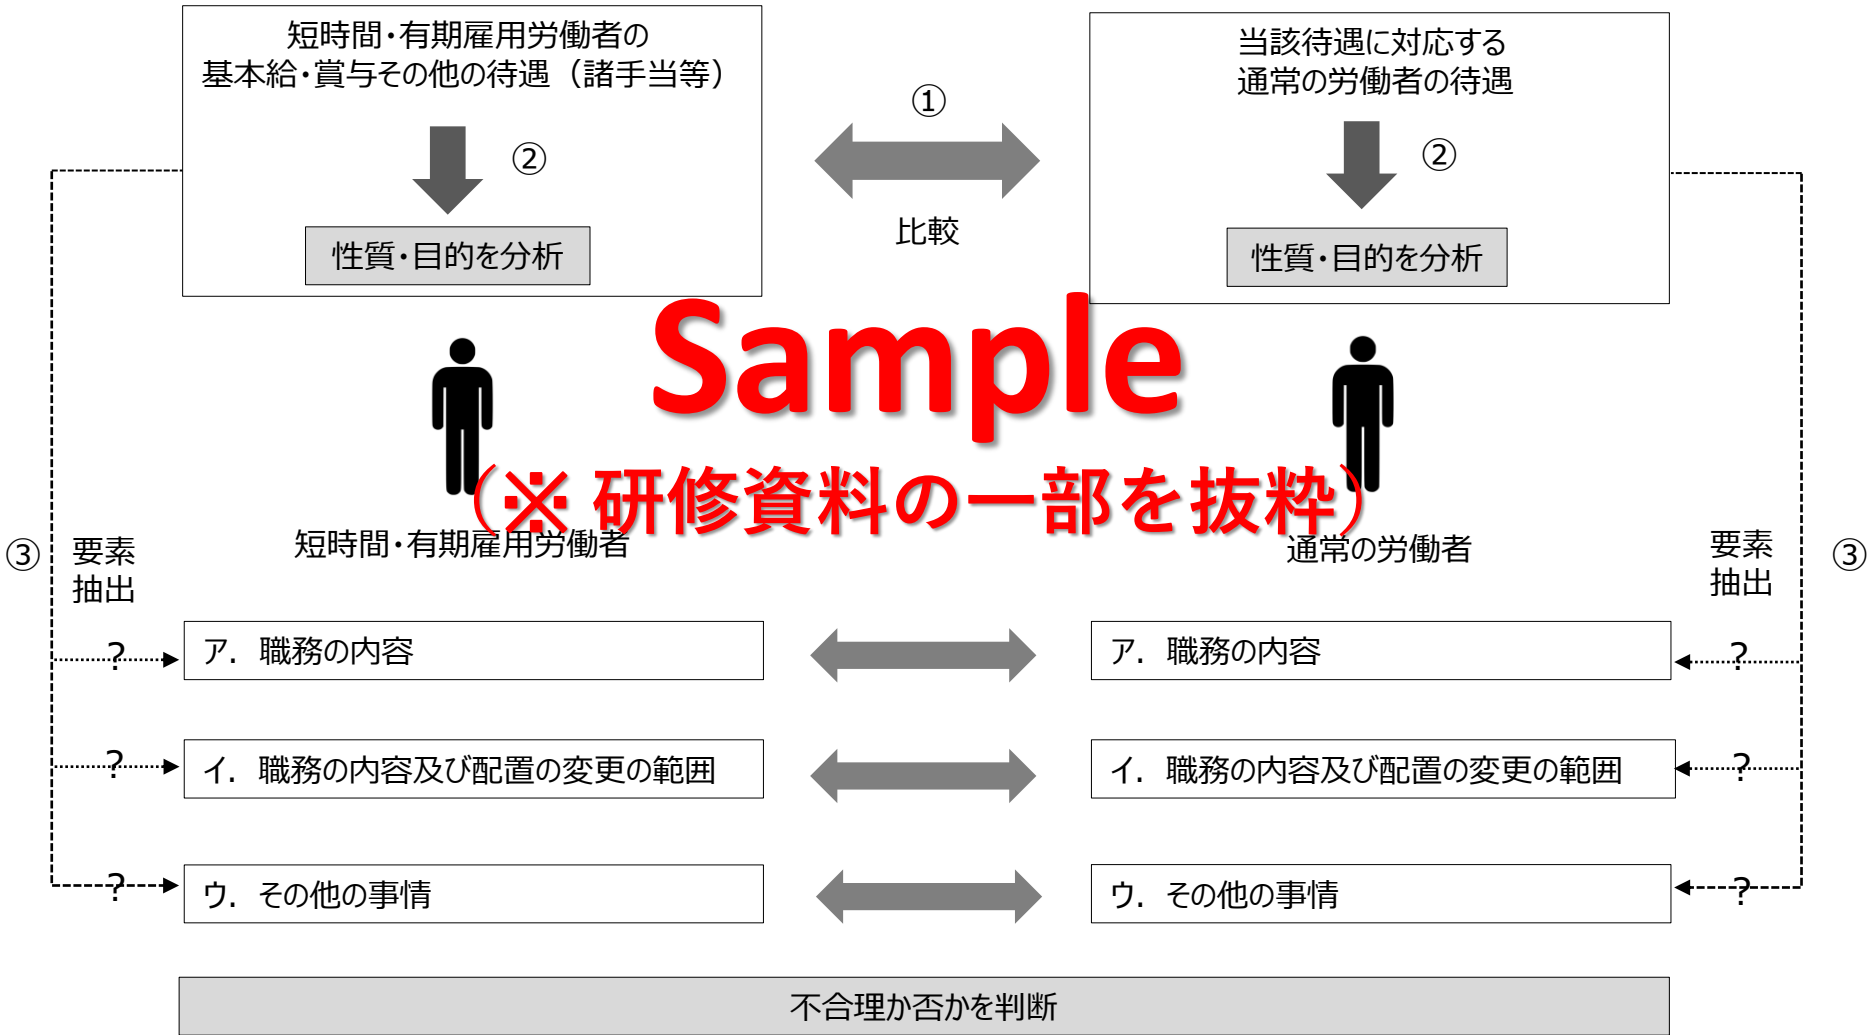 短時間・有期雇用労働者の
基本給・賞与その他の待遇（諸手当等）
②
性質・目的を分析
①
比較
当該待遇に対応する
通常の労働者の待遇
②
性質・目的を分析
Sample
（※ 研修資料の一部を抜粋）
短時間・有期雇用労働者
通常の労働者
③
要素
抽出
要素
抽出
③
?
ア． 職務の内容
ア． 職務の内容
?
?
イ． 職務の内容及び配置の変更の範囲
イ． 職務の内容及び配置の変更の範囲
?
?
ウ． その他の事情
ウ． その他の事情
?
不合理か否かを判断